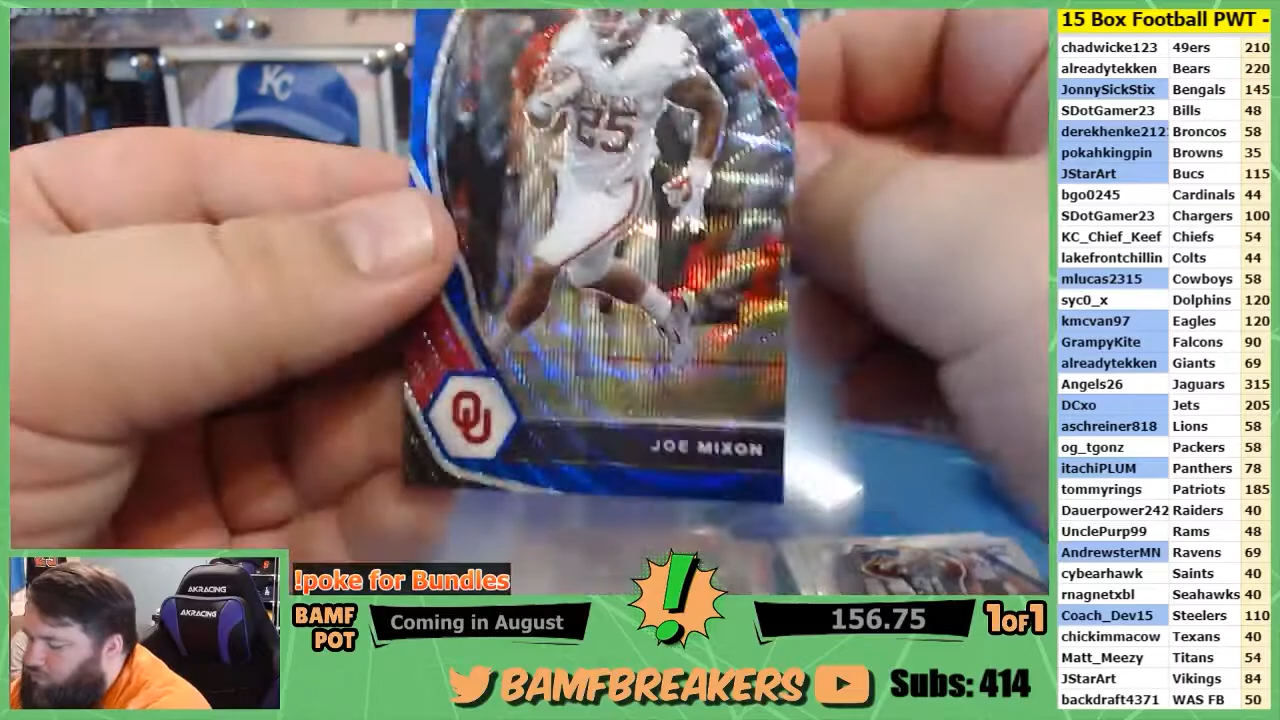 15 Box Football PWT -
chadwicke123 49ers 210
alreadytekken Bears 220
JonnySickStix Bengals 145
SDotGamer23 Bills 48
derekhenke212 Broncos 58
pokahkingpin Browns 35
JStarArt Bucs 115
bgo0245 Cardinals 44
SDotGamer23 Chargers 100
KC_Chief_Keef Chiefs 54
lakefrontchillin Colts 44
mlucas2315 Cowboys 58
syc0_x Dolphins 120
kmcvan97 Eagles 120
GrampyKite Falcons 90
alreadytekken Giants 69
Angels26 Jaguars 315
DCxo Jets 205
aschreiner818 Lions 58
og_tgonz Packers 58
itachiPLUM Panthers 78
tommyrings Patriots 185
Dauerpower242 Raiders 40
UnclePurp99 Rams 48
AndrewsterMN Ravens 69
cybearhawk Saints 40
rnagnetxbl Seahawks 40
Coach_Dev15 Steelers 110
chickimmacow Texans 40
Matt_Meezy Titans 54
JStarArt Vikings 84
backdraft4371 WAS FB 50
KC
25
OU
JOE MIXON
AKRACING
AKRACING
!poke for Bundles
BAMF
POT
Coming in August
!
156.75
1OF1
BAMFBREAKERS
Subs: 414